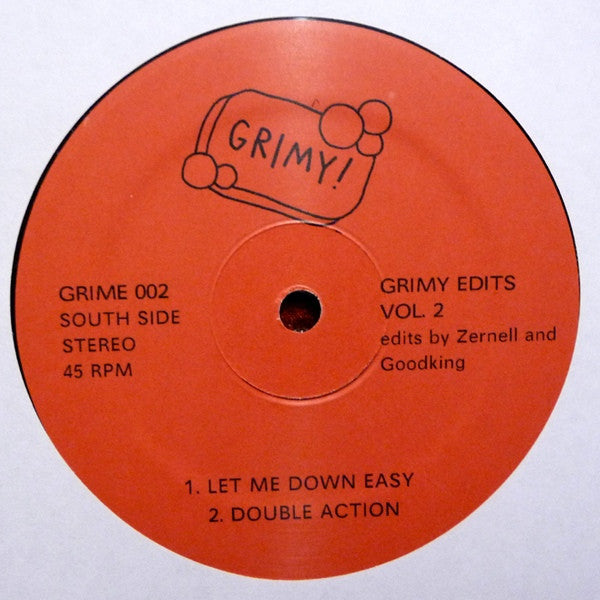 GRIMY!
GRIME 002
SOUTH SIDE
STEREO
45 RPM
GRIMY EDITS
VOL. 2
edits by Zernell and
Goodking
1. LET ME DOWN EASY
2. DOUBLE ACTION